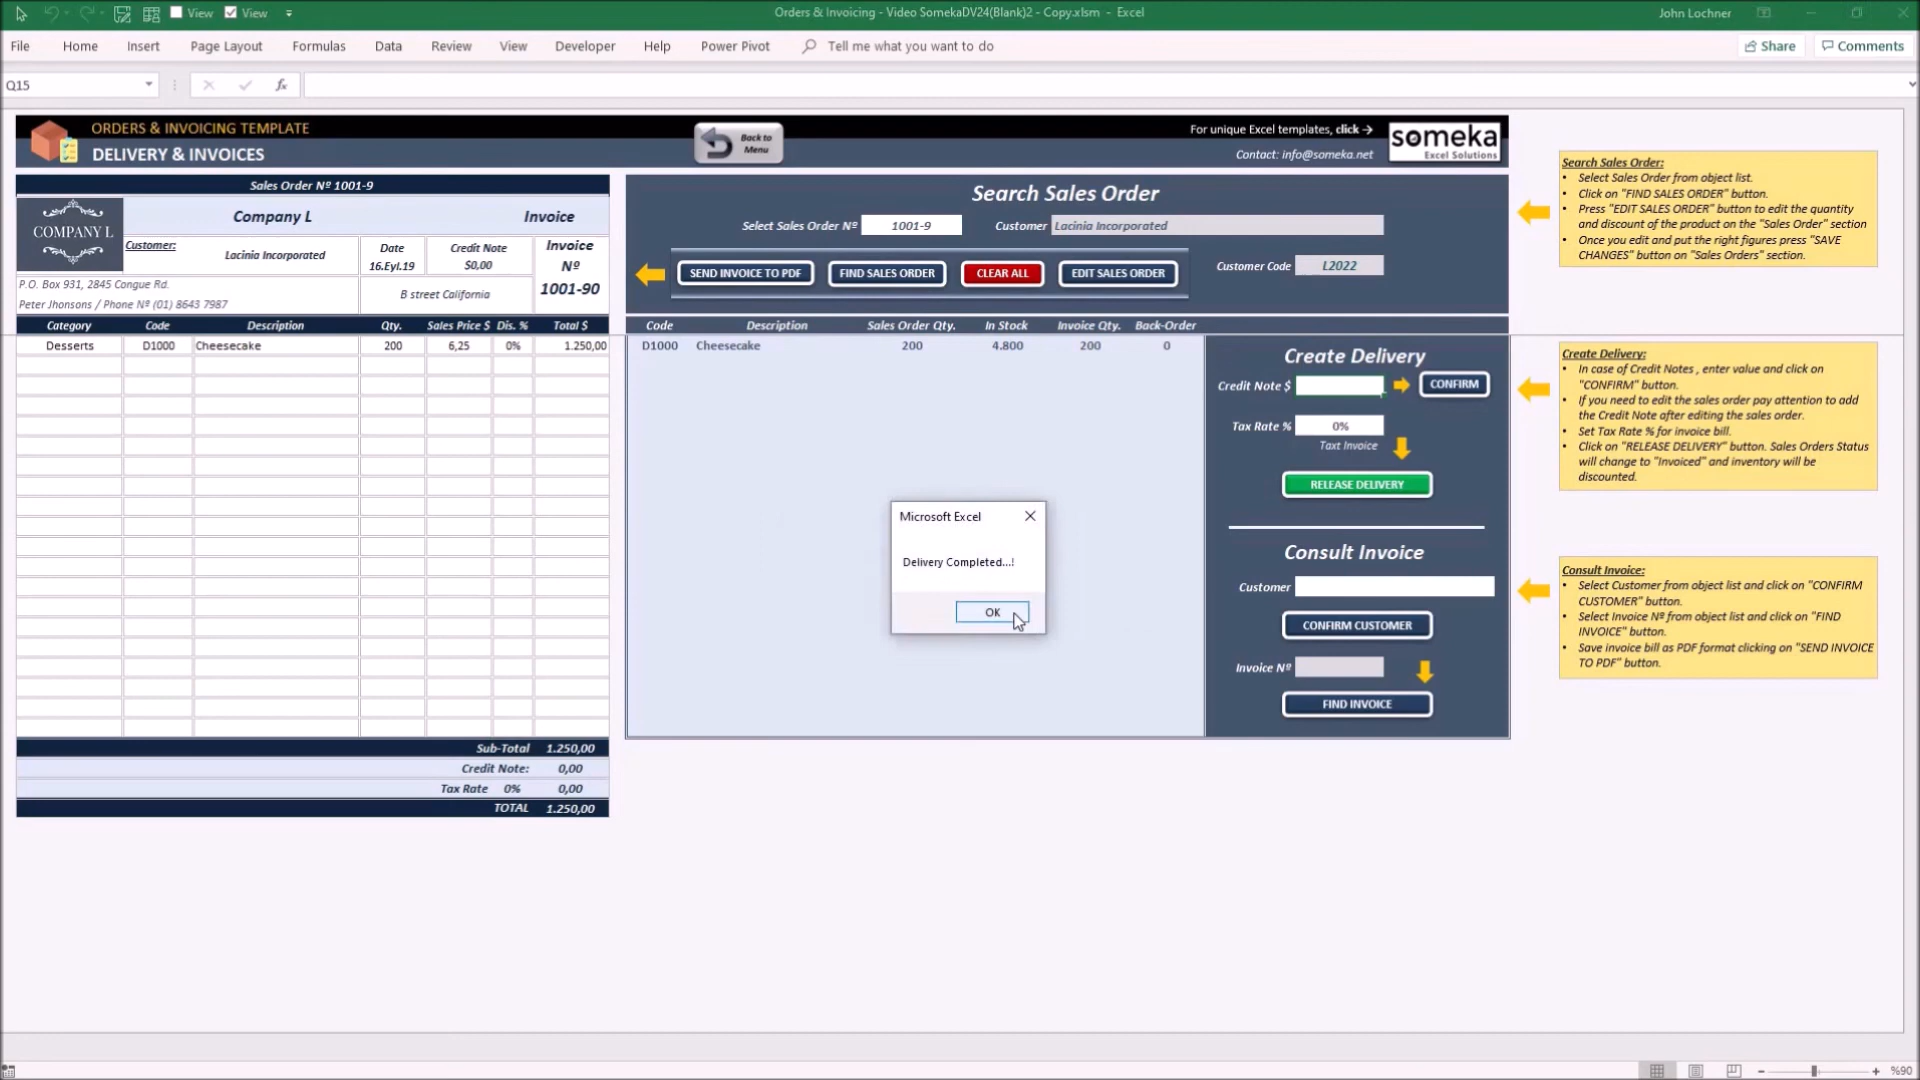 View View
Orders & Invoicing - Video SomekaDV24(Blank)2 - Copy.xlsm - Excel
John Lochner
File Home Insert Page Layout Formulas Data Review View Developer Help Power Pivot Tell me what you want to do
Share Comments
Q15 fx
ORDERS & INVOICING TEMPLATE
DELIVERY & INVOICES
Back to
Menu
For unique Excel templates, click →
Contact: info@someka.net
someka
Excel Solutions
Sales Order Nº 1001-9
COMPANY L
Company L Invoice
Customer: Lacinia Incorporated
Date
16.Eyl.19
Credit Note
$0,00
Invoice
Nº
1001-90
P.O. Box 931, 2845 Congue Rd.
Peter Jhonsons / Phone Nº (01) 8643 7987
B street California
Category Code Description Qty. Sales Price $ Dis. % Total $
Desserts D1000 Cheesecake 200 6,25 0% 1.250,00
Sub-Total 1.250,00
Credit Note: 0,00
Tax Rate 0% 0,00
TOTAL 1.250,00
Search Sales Order
Select Sales Order Nº 1001-9 Customer Lacinia Incorporated
SEND INVOICE TO PDF FIND SALES ORDER CLEAR ALL EDIT SALES ORDER
Customer Code L2022
Code Description Sales Order Qty. In Stock Invoice Qty. Back-Order
D1000 Cheesecake 200 4.800 200 0
Microsoft Excel
Delivery Completed...!
OK
Create Delivery
Credit Note $ CONFIRM
Tax Rate % 0%
Taxt Invoice
RELEASE DELIVERY
Consult Invoice
Customer
CONFIRM CUSTOMER
Invoice Nº
FIND INVOICE
Search Sales Order:
• Select Sales Order from object list.
• Click on "FIND SALES ORDER" button.
• Press "EDIT SALES ORDER" button to edit the quantity
and discount of the product on the "Sales Order" section
• Once you edit and put the right figures press "SAVE
CHANGES" button on "Sales Orders" section.
Create Delivery:
• In case of Credit Notes , enter value and click on
"CONFIRM" button.
• If you need to edit the sales order pay attention to add
the Credit Note after editing the sales order.
• Set Tax Rate % for invoice bill.
• Click on "RELEASE DELIVERY" button. Sales Orders Status
will change to "Invoiced" and inventory will be
discounted.
Consult Invoice:
• Select Customer from object list and click on "CONFIRM
CUSTOMER" button.
• Select Invoice Nº from object list and click on "FIND
INVOICE" button.
• Save invoice bill as PDF format clicking on "SEND INVOICE
TO PDF" button.
%90